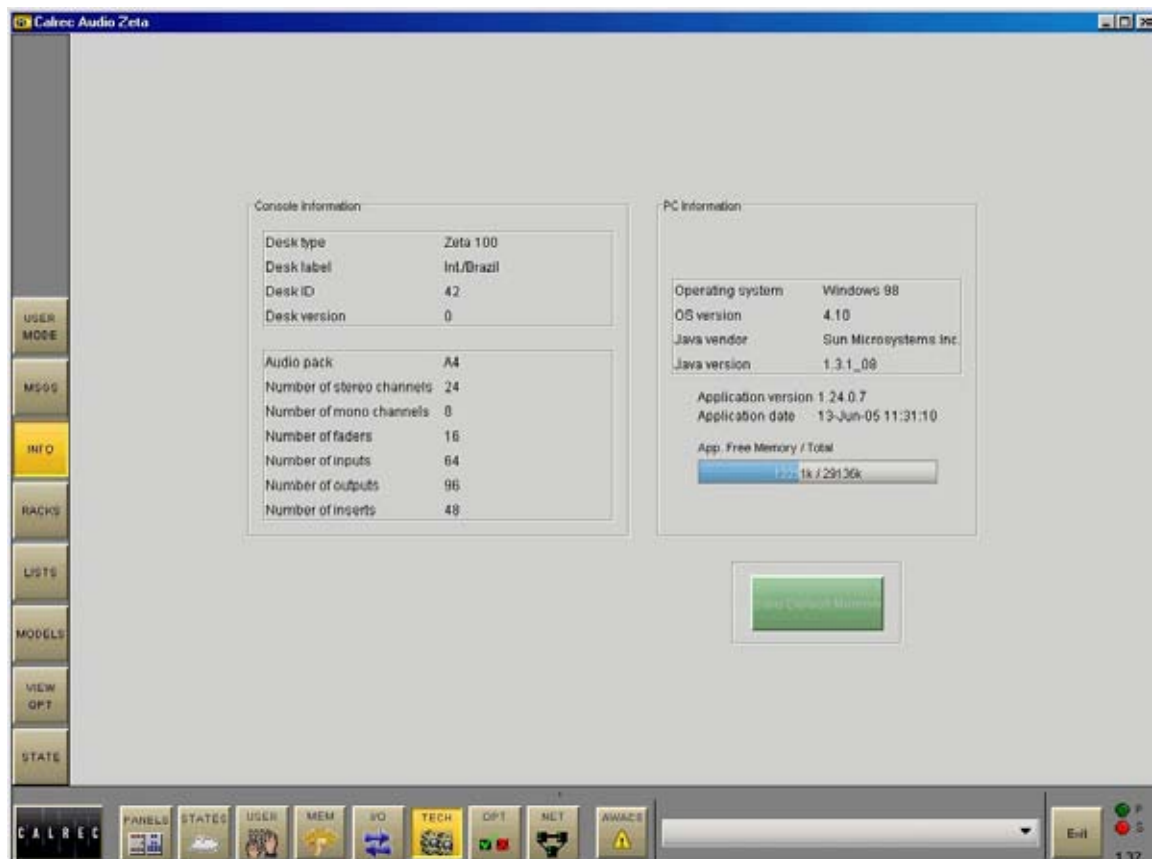 Calrec Audio Zeta
Console Information
Desk type Zeta 100
Desk label Int./Brazil
Desk ID 42
Desk version 0
Audio pack A4
Number of stereo channels 24
Number of mono channels 8
Number of faders 16
Number of inputs 64
Number of outputs 96
Number of inserts 48
PC Information
Operating system Windows 98
OS version 4.10
Java vendor Sun Microsystems Inc.
Java version 1.3.1_08
Application version 1.24.0.7
Application date 13-Jun-05 11:31:10
App. Free Memory / Total
/ 29136k
USER
MODE
MSGS
INFO
RACKS
LISTS
MODELS
VIEW
OPT
STATE
CALREC
PANELS
STATES
USER
MEM
I/O
TECH
OPT
NET
AWACS
Exit
P
S